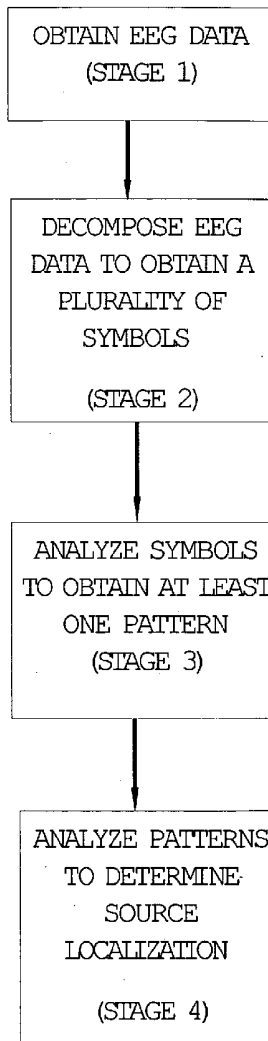 OBTAIN EEG DATA
(STAGE 1)
DECOMPOSE EEG
DATA TO OBTAIN A
PLURALITY OF
SYMBOLS
(STAGE 2)
ANALYZE SYMBOLS
TO OBTAIN AT LEAST
ONE PATTERN
(STAGE 3)
ANALYZE PATTERNS
TO DETERMINE
SOURCE
LOCALIZATION
(STAGE 4)